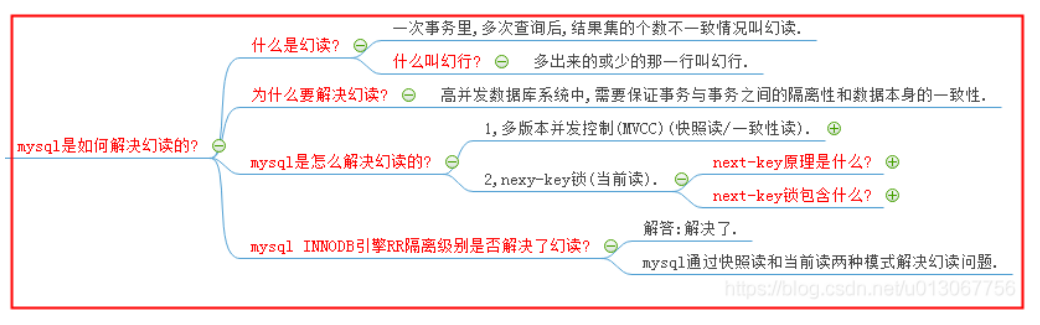 mysql是如何解决幻读的?
什么是幻读?
一次事务里,多次查询后,结果集的个数不一致情况叫幻读.
什么叫幻行?
多出来的或少的那一行叫幻行.
为什么要解决幻读?
高并发数据库系统中,需要保证事务与事务之间的隔离性和数据本身的一致性.
mysql是怎么解决幻读的?
1,多版本并发控制(MVCC)(快照读/一致性读).
2,nexy-key锁(当前读).
next-key原理是什么?
next-key锁包含什么?
mysql INNODB引擎RR隔离级别是否解决了幻读?
解答:解决了.
mysql通过快照读和当前读两种模式解决幻读问题.
https://blog.csdn.net/u013067756